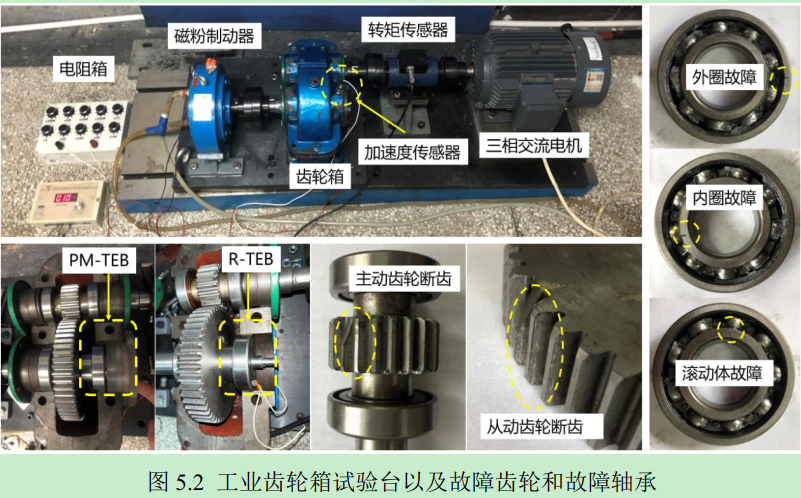 磁粉制动器
转矩传感器
电阻箱
外圈故障
加速度传感器
三相交流电机
齿轮箱
内圈故障
PM-TEB
R-TEB
主动齿轮断齿
滚动体故障
从动齿轮断齿
图 5.2 工业齿轮箱试验台以及故障齿轮和故障轴承